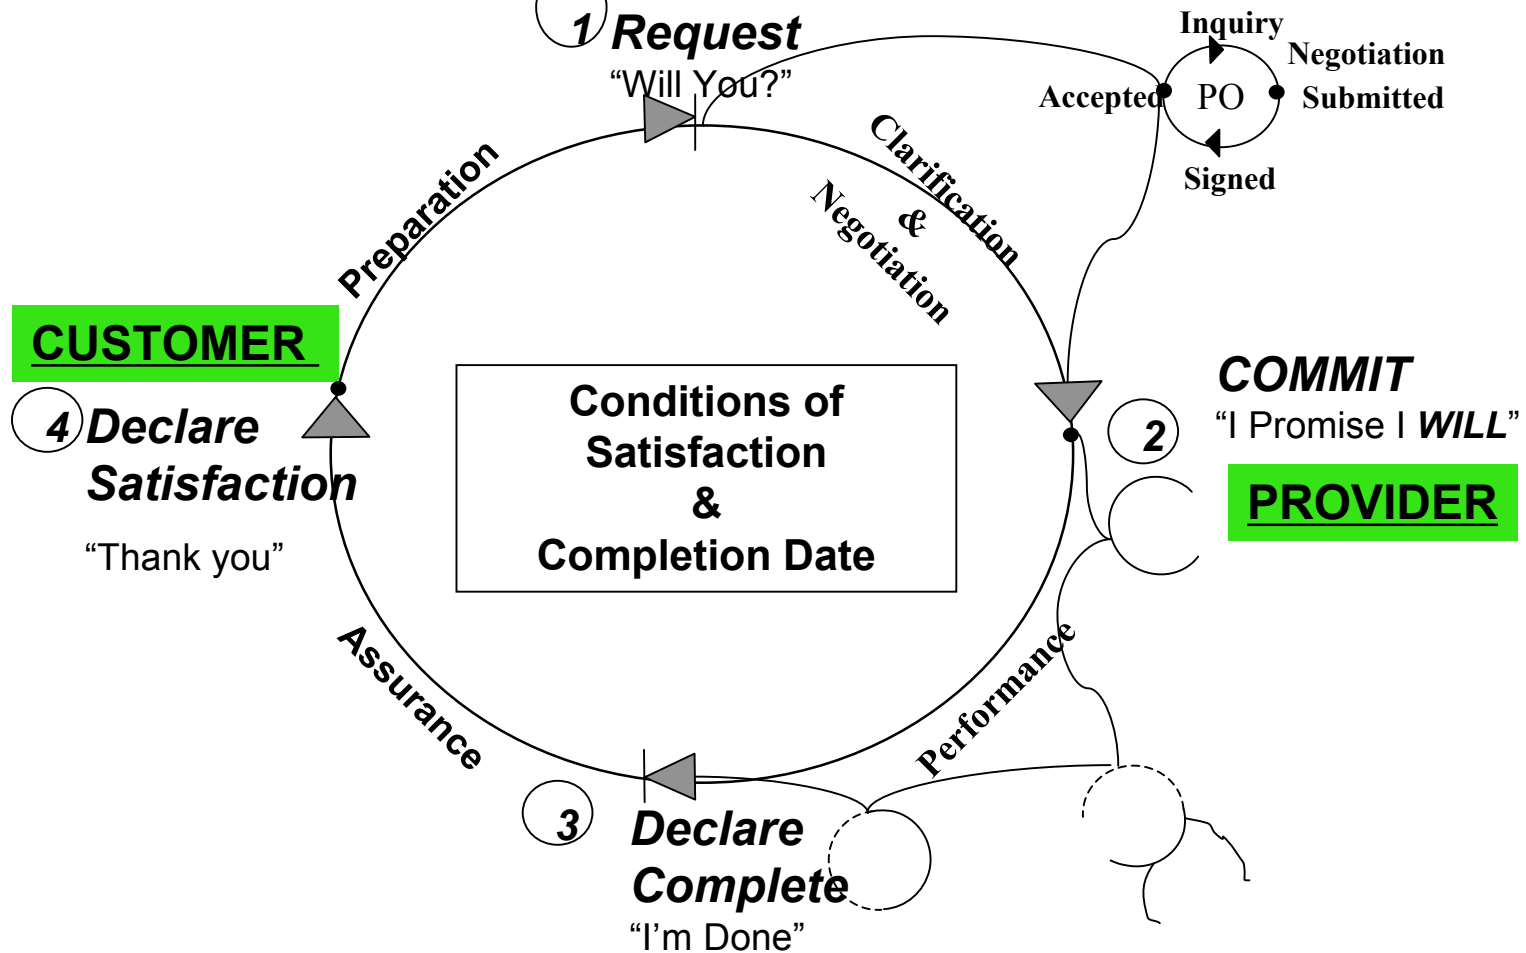 1 Request
“Will You?”
Inquiry
Negotiation
Accepted
PO
Submitted
Signed
Preparation
Clarification
&
Negotiation
CUSTOMER
4 Declare
Satisfaction
“Thank you”
Conditions of
Satisfaction
&
Completion Date
COMMIT
“I Promise I WILL”
2
PROVIDER
Performance
Assurance
3 Declare
Complete
“I’m Done”